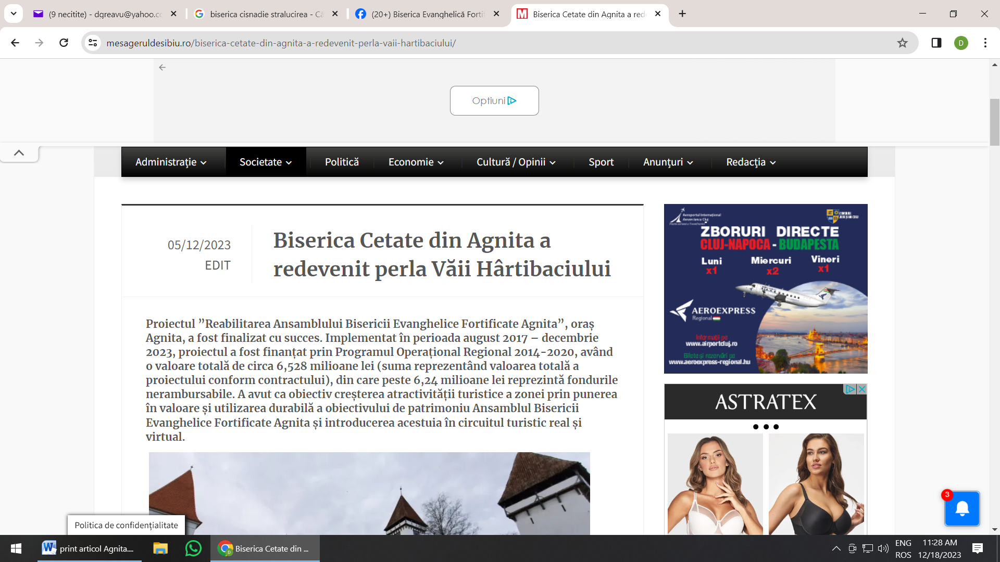 (9 necitite) - dgreavu@yahoo.c
biserica cisnadie stralucirea - Că
(20+) Biserica Evanghelică Fortif
Biserica Cetate din Agnita a red
mesageruldesibiu.ro/biserica-cetate-din-agnita-a-redevenit-perla-vaii-hartibaciului/
D
Optiuni
Administrație
Societate
Politică
Economie
Cultură / Opinii
Sport
Anunțuri
Redacția
05/12/2023
EDIT
Biserica Cetate din Agnita a
redevenit perla Văii Hârtibaciului
Proiectul ”Reabilitarea Ansamblului Bisericii Evanghelice Fortificate Agnita”, oraș
Agnita, a fost finalizat cu succes. Implementat în perioada august 2017 – decembrie
2023, proiectul a fost finanțat prin Programul Operațional Regional 2014-2020, având
o valoare totală de circa 6,528 milioane lei (suma reprezentând valoarea totală a
proiectului conform contractului), din care peste 6,24 milioane lei reprezintă fondurile
nerambursabile. A avut ca obiectiv creșterea atractivității turistice a zonei prin punerea
în valoare și utilizarea durabilă a obiectivului de patrimoniu Ansamblul Bisericii
Evanghelice Fortificate Agnita și introducerea acestuia în circuitul turistic real și
virtual.
Aeroportul Internațional
Avram Iancu Cluj
ZBORURI DIRECTE
CLUJ-NAPOCA - BUDAPESTA
Luni
x1
Miercuri
x2
Vineri
x1
AEROEXPRESS
Regional
Informații pe
www.airportcluj.ro
Bilete și rezervări pe
www.aeroexpress-regional.hu
ASTRATEX
3
Politica de confidențialitate
print articol Agnita....
Biserica Cetate din ...
ENG
ROS
11:28 AM
12/18/2023